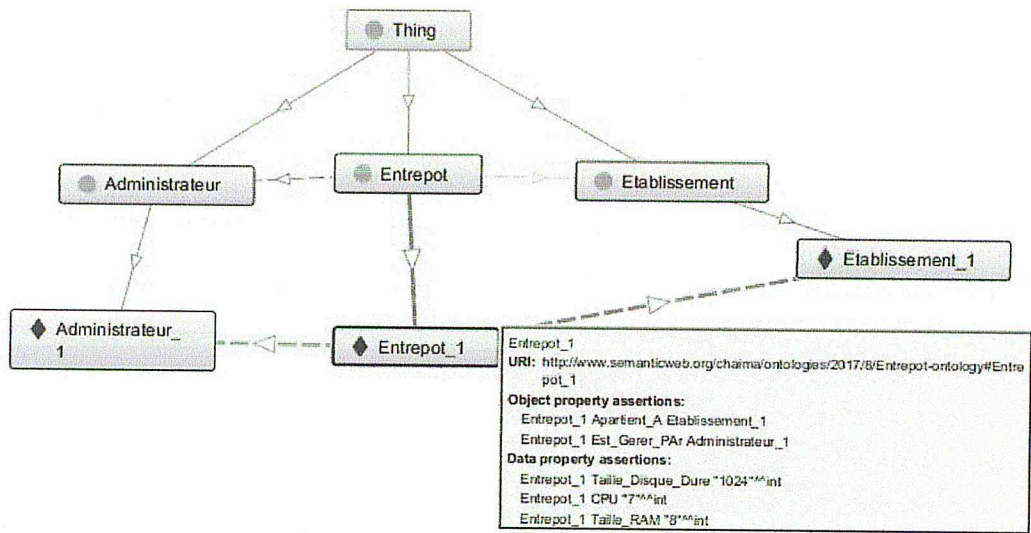 Thing
Administrateur
Entrepot
Etablissement
Etablissement_1
Administrateur_
1
Entrepot_1
Entrepot_1
URI: http://www.semanticweb.org/chaima/ontologies/2017/8/Entrepot-ontology#Entre
pot_1
Object property assertions:
Entrepot_1 Apartient_A Etablissement_1
Entrepot_1 Est_Gerer_PAr Administrateur_1
Data property assertions:
Entrepot_1 Taille_Disque_Dure "1024"^^int
Entrepot_1 CPU "7"^^int
Entrepot_1 Taille_RAM "8"^^int